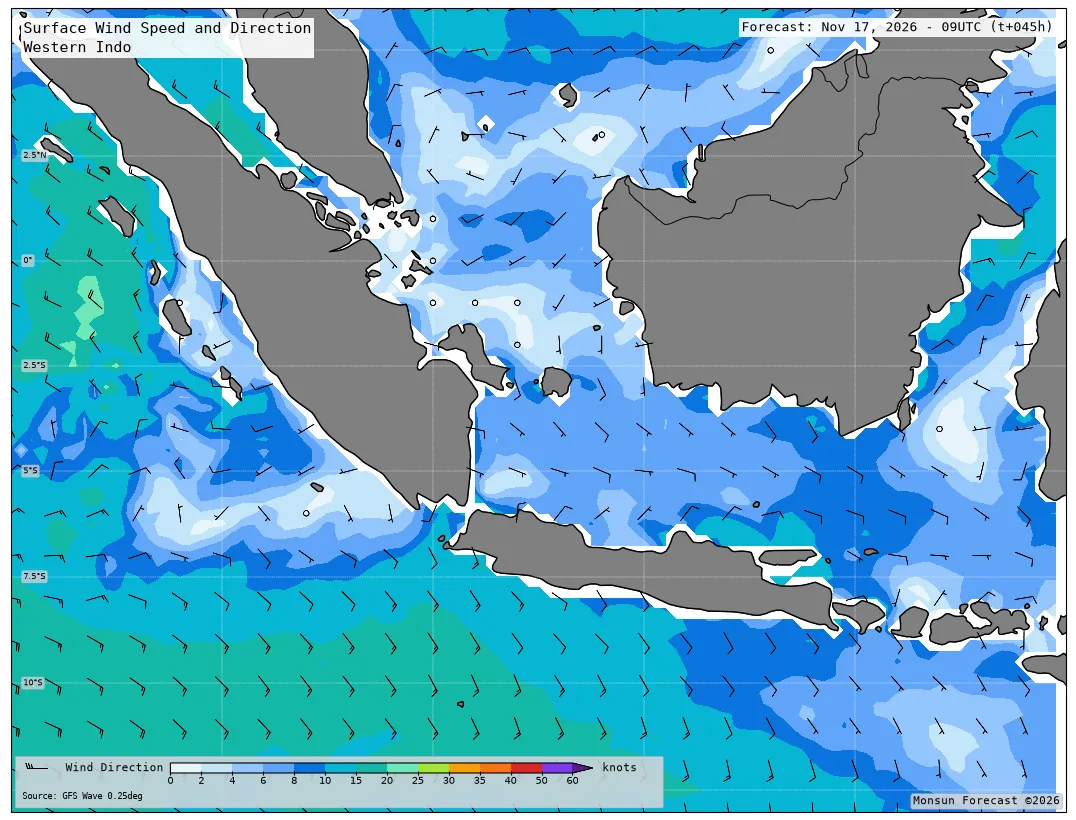 Surface Wind Speed and Direction
Western Indo
Forecast: Nov 17, 2026 - 09UTC (t+045h)
2.5°N
0°
2.5°S
5°S
7.5°S
10°S
Wind Direction
0 2 4 6 8 10 15 20 25 30 35 40 50 60
knots
Source: GFS Wave 0.25deg
Monsun Forecast ©2026